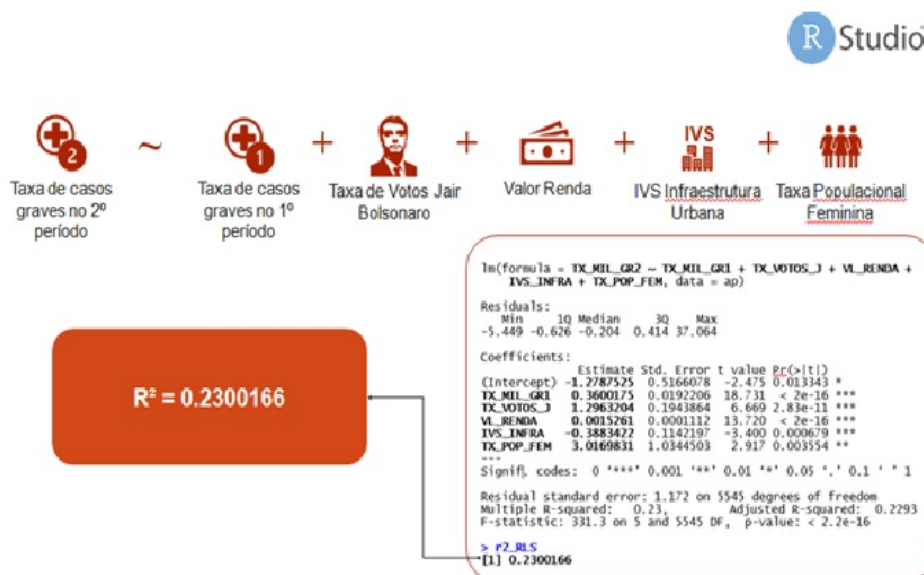 R Studio
2
~
1
+
+
+
IVS
+
Taxa de casos graves no 2º período
Taxa de casos graves no 1º período
Taxa de Votos Jair Bolsonaro
Valor Renda
IVS Infraestrutura Urbana
Taxa Populacional Feminina
lm(formula = TX_MIL_GR2 ~ TX_MIL_GR1 + TX_VOTOS_J + VL_RENDA +
IVS_INFRA + TX_POP_FEM, data = ap)
Residuals:
Min 1Q Median 3Q Max
-5.449 -0.626 -0.204 0.414 37.064
Coefficients:
Estimate Std. Error t value Pr(>|t|)
(Intercept) -1.2787525 0.5166078 -2.475 0.013343 *
TX_MIL_GR1 0.3600175 0.0192206 18.731 < 2e-16 ***
TX_VOTOS_J 1.2963204 0.1943864 6.669 2.83e-11 ***
VL_RENDA 0.0015261 0.0001112 13.720 < 2e-16 ***
IVS_INFRA -0.3883422 0.1142197 -3.400 0.000679 ***
TX_POP_FEM 3.0169831 1.0344503 2.917 0.003554 **
---
Signifl. codes: 0 '***' 0.001 '**' 0.01 '*' 0.05 '.' 0.1 ' ' 1
Residual standard error: 1.172 on 5545 degrees of freedom
Multiple R-squared: 0.23, Adjusted R-squared: 0.2293
F-statistic: 331.3 on 5 and 5545 DF, p-value: < 2.2e-16
> r2_RLS
[1] 0.2300166
R² = 0.2300166